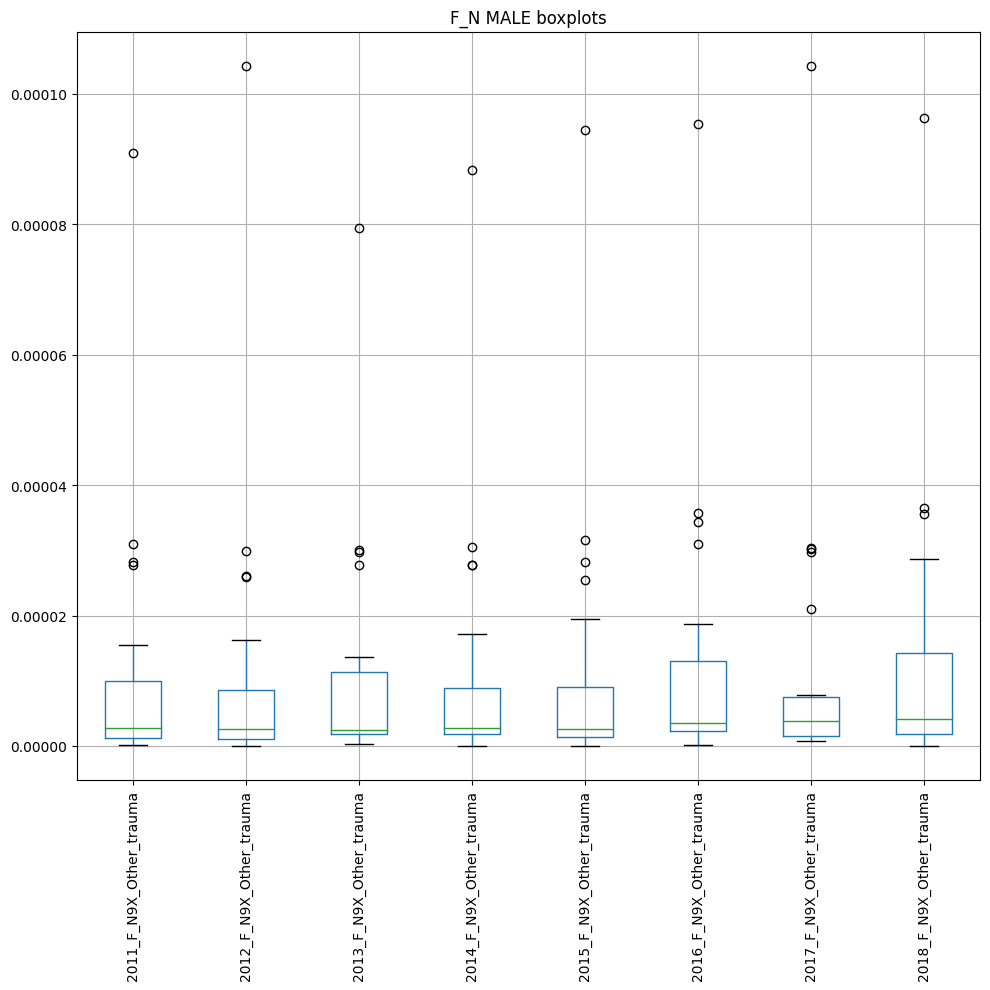 F_N MALE boxplots
0.00010
0.00008
0.00006
0.00004
0.00002
0.00000
2011_F_N9X_Other_trauma
2012_F_N9X_Other_trauma
2013_F_N9X_Other_trauma
2014_F_N9X_Other_trauma
2015_F_N9X_Other_trauma
2016_F_N9X_Other_trauma
2017_F_N9X_Other_trauma
2018_F_N9X_Other_trauma